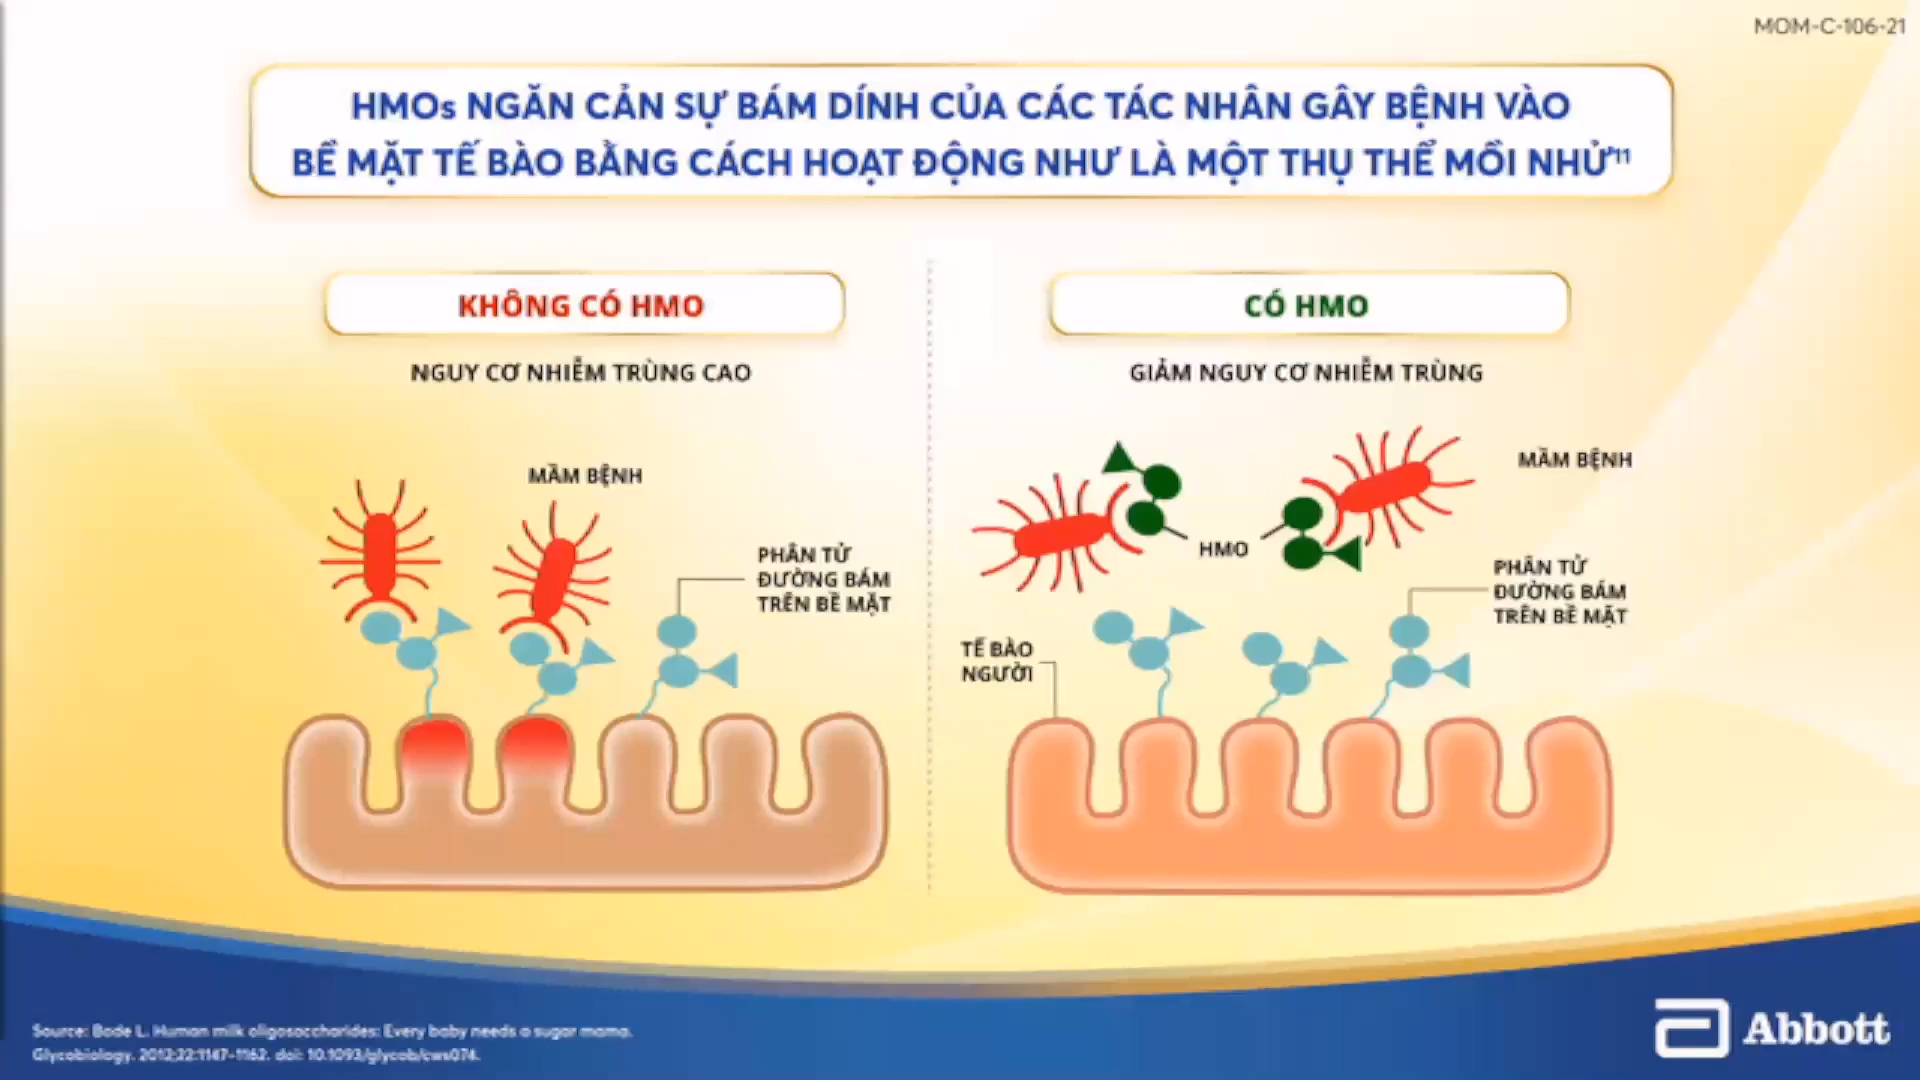 MOM-C-106-21
HMOs NGĂN CẢN SỰ BÁM DÍNH CỦA CÁC TÁC NHÂN GÂY BỆNH VÀO
BỀ MẶT TẾ BÀO BẰNG CÁCH HOẠT ĐỘNG NHƯ LÀ MỘT THỤ THỂ MỒI NHỬ¹¹
KHÔNG CÓ HMO
NGUY CƠ NHIỄM TRÙNG CAO
MẦM BỆNH
PHÂN TỬ
ĐƯỜNG BÁM
TRÊN BỀ MẶT
CÓ HMO
GIẢM NGUY CƠ NHIỄM TRÙNG
MẦM BỆNH
HMO
PHÂN TỬ
ĐƯỜNG BÁM
TRÊN BỀ MẶT
TẾ BÀO
NGƯỜI
Source: Bode L. Human milk oligosaccharides: Every baby needs a sugar mama.
Glycobiology. 2012;22:1147-1162. doi: 10.1093/glycob/cws074.
Abbott